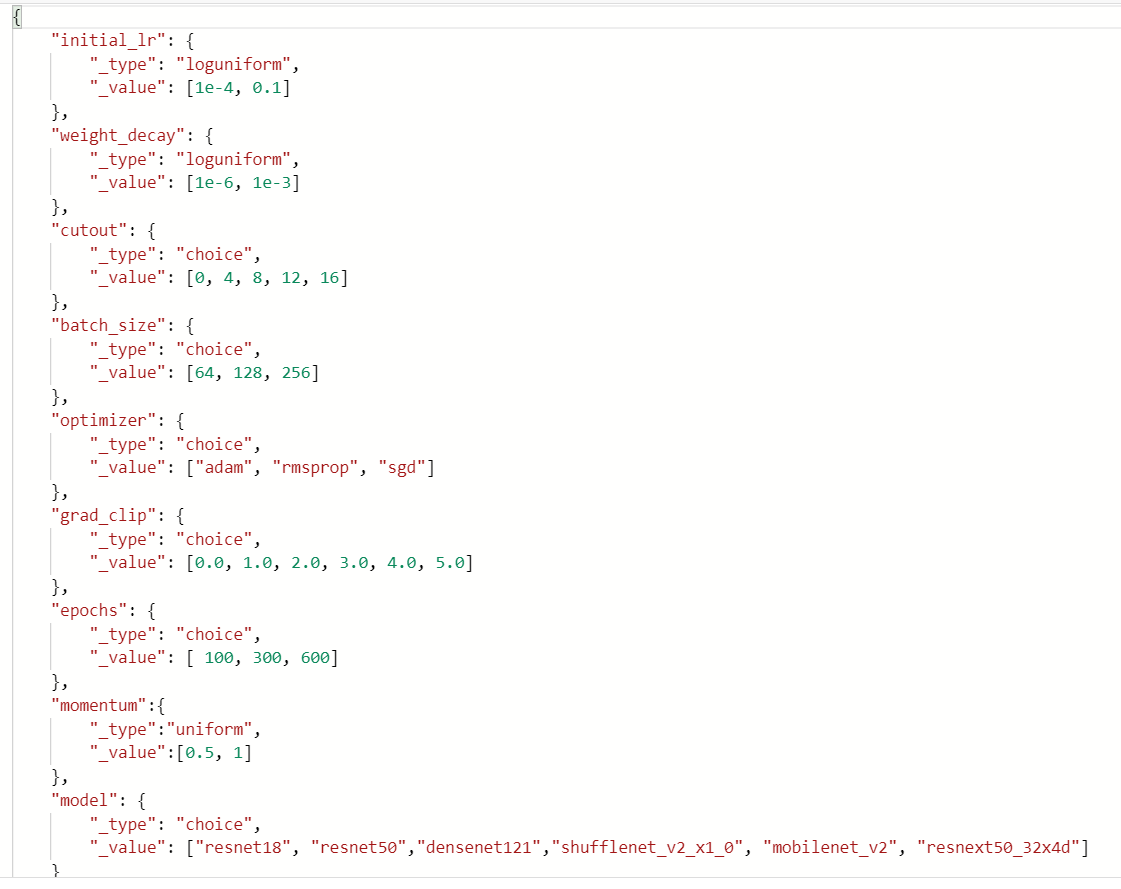 {
    "initial_lr": {
        "_type": "loguniform",
        "_value": [1e-4, 0.1]
    },
    "weight_decay": {
        "_type": "loguniform",
        "_value": [1e-6, 1e-3]
    },
    "cutout": {
        "_type": "choice",
        "_value": [0, 4, 8, 12, 16]
    },
    "batch_size": {
        "_type": "choice",
        "_value": [64, 128, 256]
    },
    "optimizer": {
        "_type": "choice",
        "_value": ["adam", "rmsprop", "sgd"]
    },
    "grad_clip": {
        "_type": "choice",
        "_value": [0.0, 1.0, 2.0, 3.0, 4.0, 5.0]
    },
    "epochs": {
        "_type": "choice",
        "_value": [ 100, 300, 600]
    },
    "momentum":{
        "_type":"uniform",
        "_value":[0.5, 1]
    },
    "model": {
        "_type": "choice",
        "_value": ["resnet18", "resnet50","densenet121","shufflenet_v2_x1_0", "mobilenet_v2", "resnext50_32x4d"]
    }